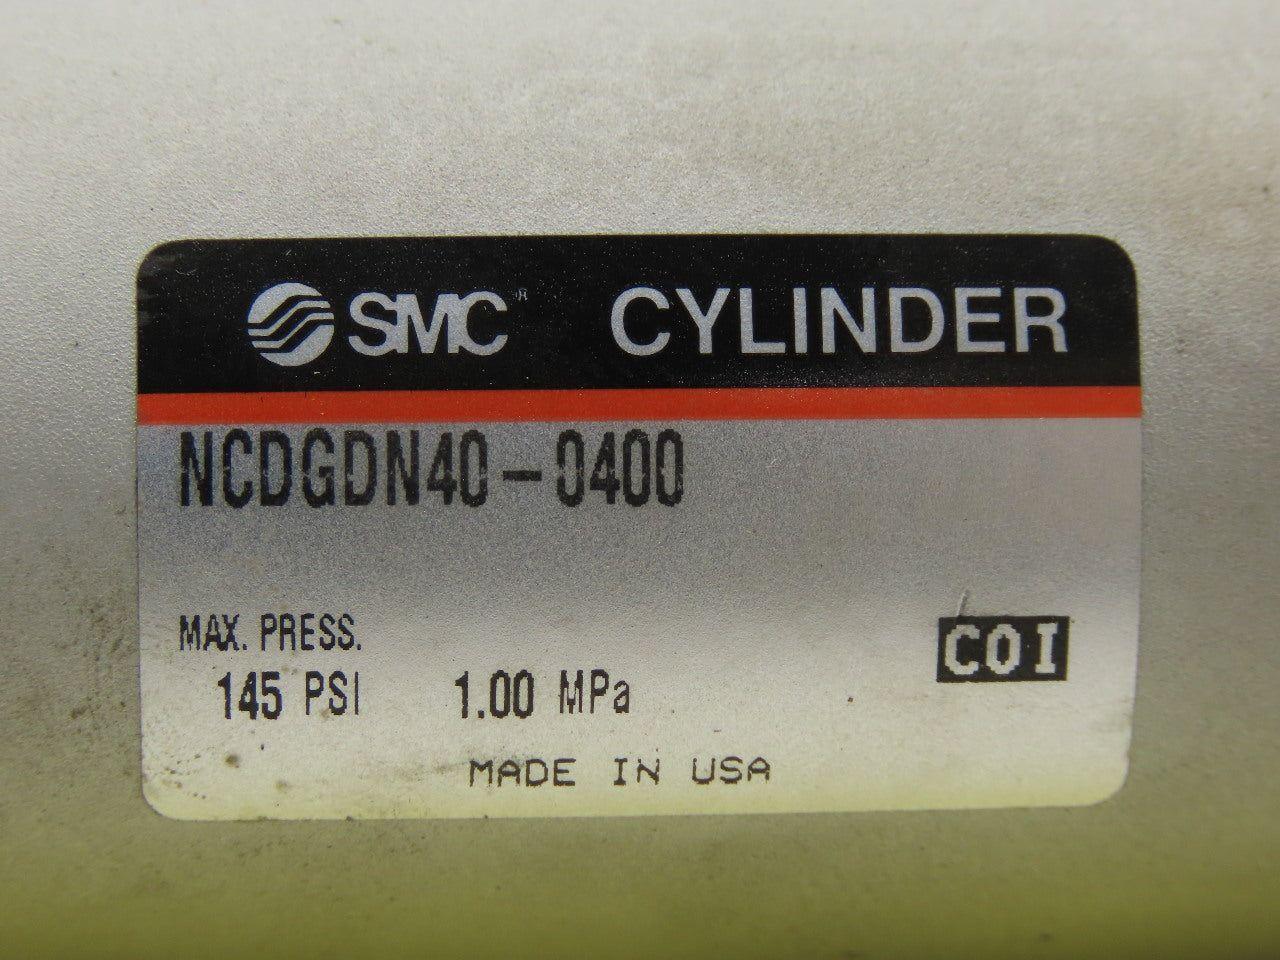 SMC® CYLINDER
NCDGDN40-0400
MAX. PRESS.
145 PSI 1.00 MPa
COI
MADE IN USA